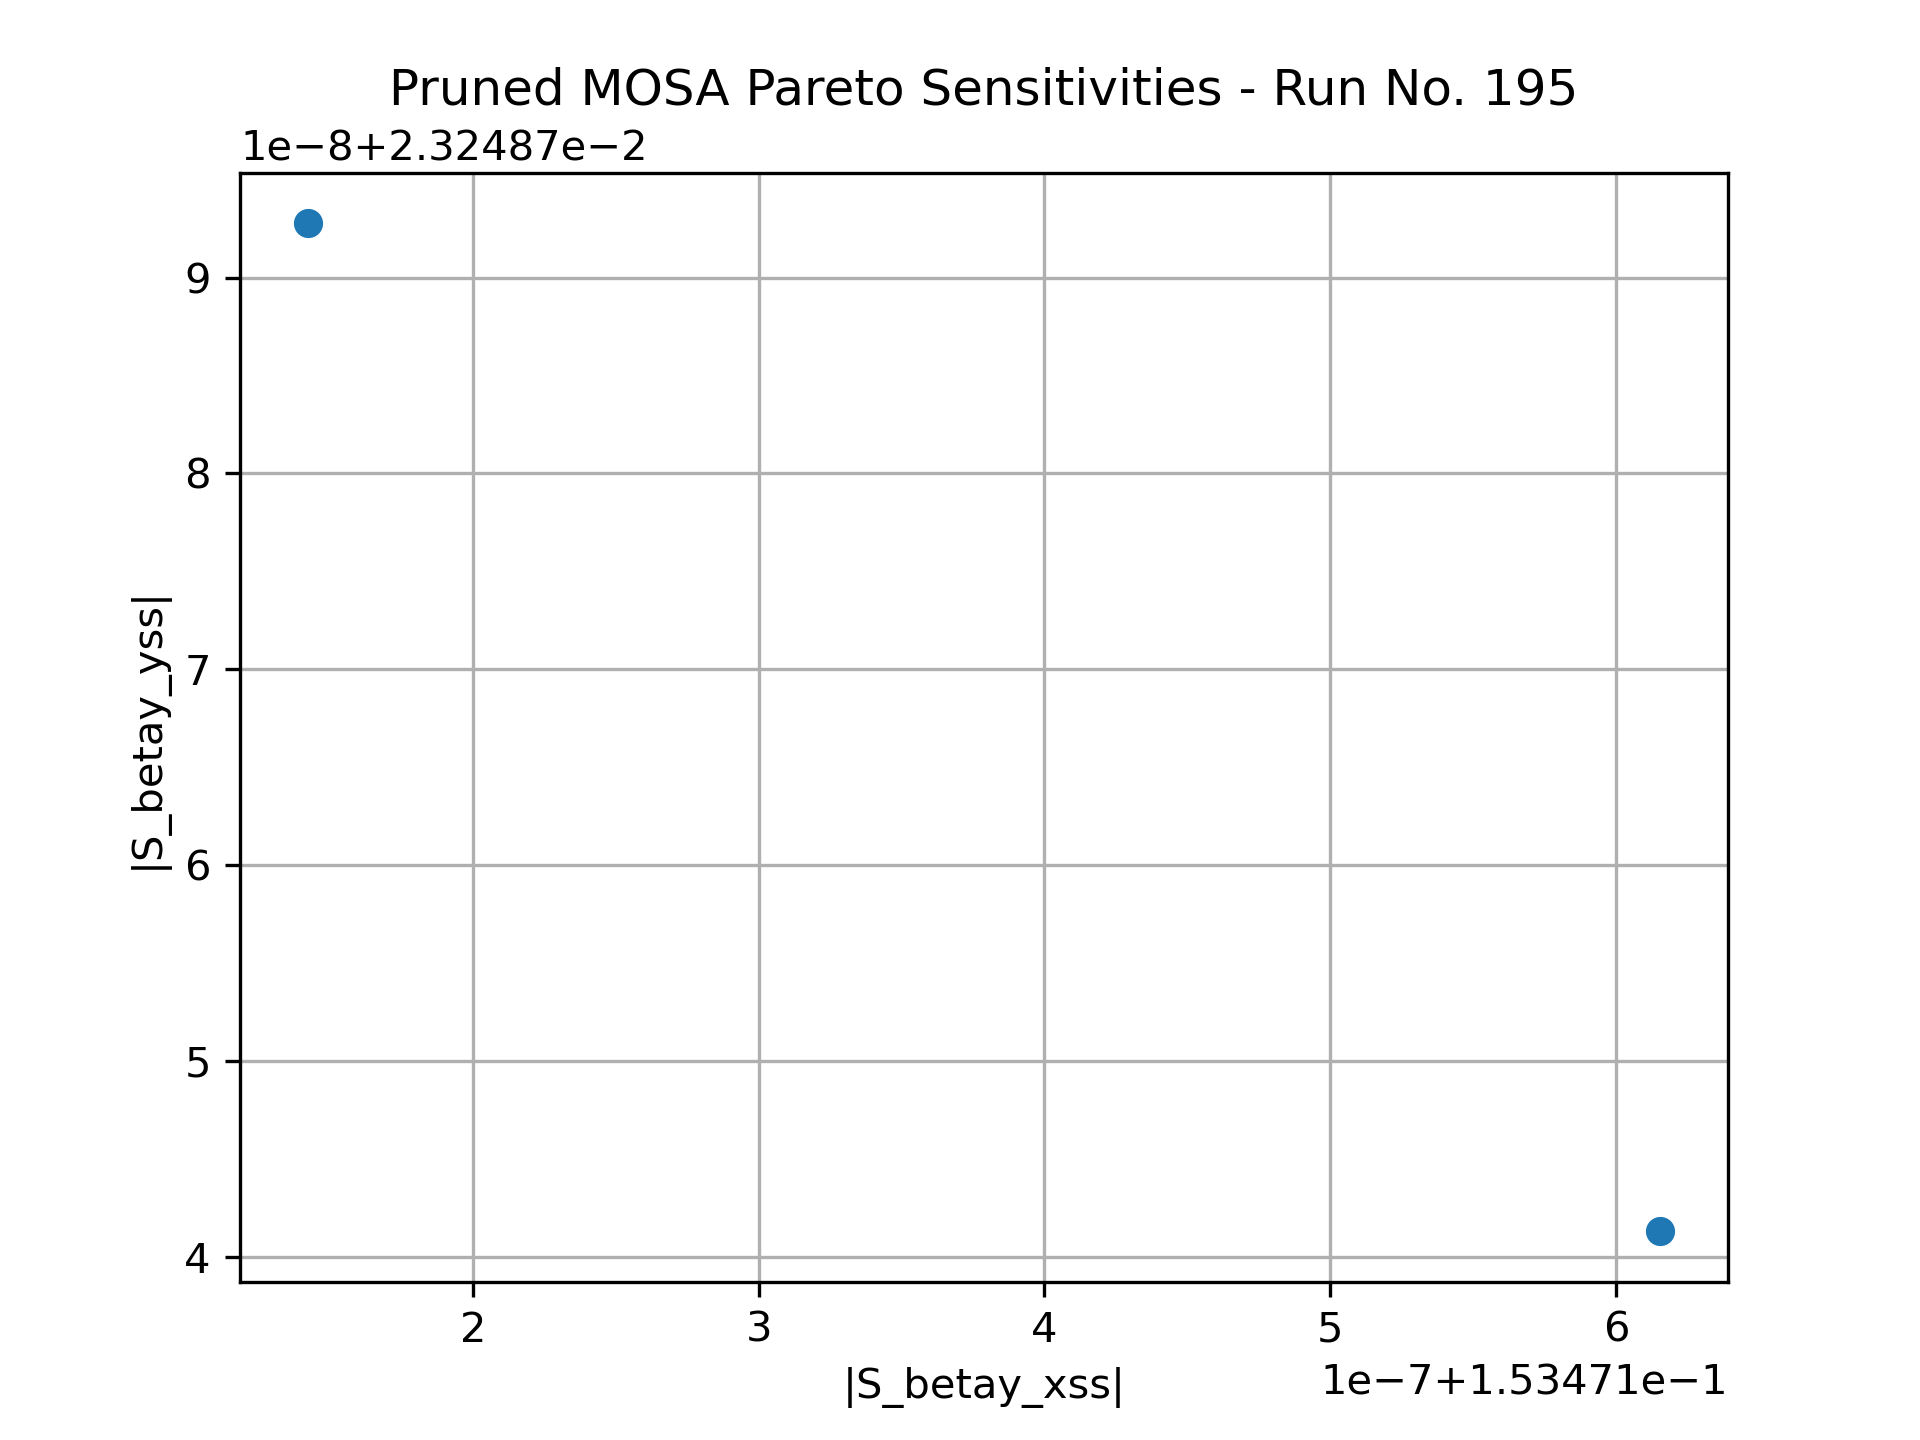 Pruned MOSA Pareto Sensitivities - Run No. 195
1e−8+2.32487e−2
9
8
7
6
5
4
|S_betay_yss|
2 3 4 5 6
|S_betay_xss|
1e−7+1.53471e−1